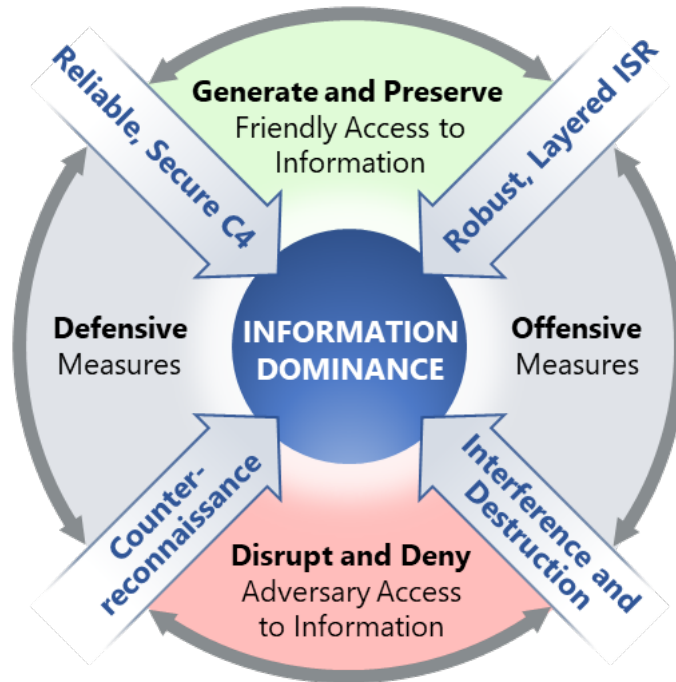 Generate and Preserve
Friendly Access to
Information
Reliable, Secure C4
Robust, Layered ISR
Defensive
Measures
INFORMATION
DOMINANCE
Offensive
Measures
Counter-
reconnaissance
Interference and
Destruction
Disrupt and Deny
Adversary Access
to Information